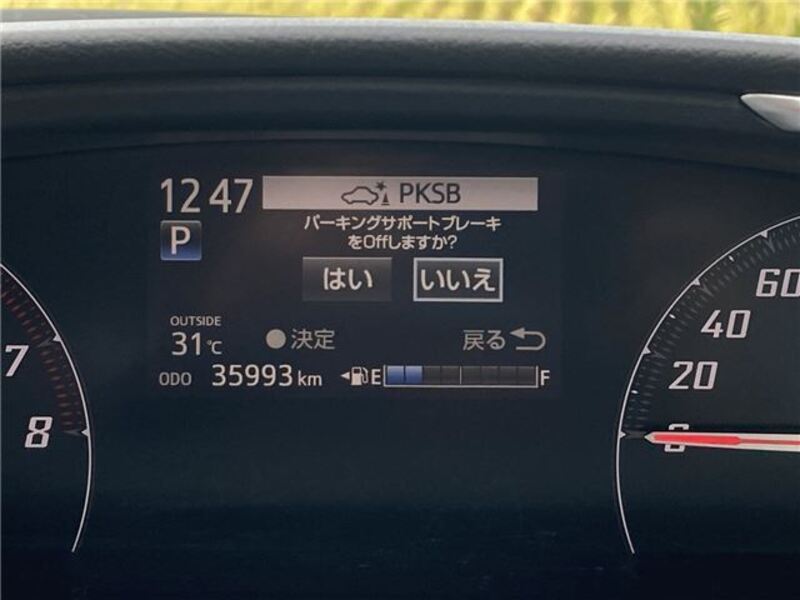 12:47
PKSB
パーキングサポートブレーキ
をOffしますか?
P
はい
いいえ
OUTSIDE
31℃
決定
戻る
ODO 35993 km
E
F
7
8
60
40
20
0